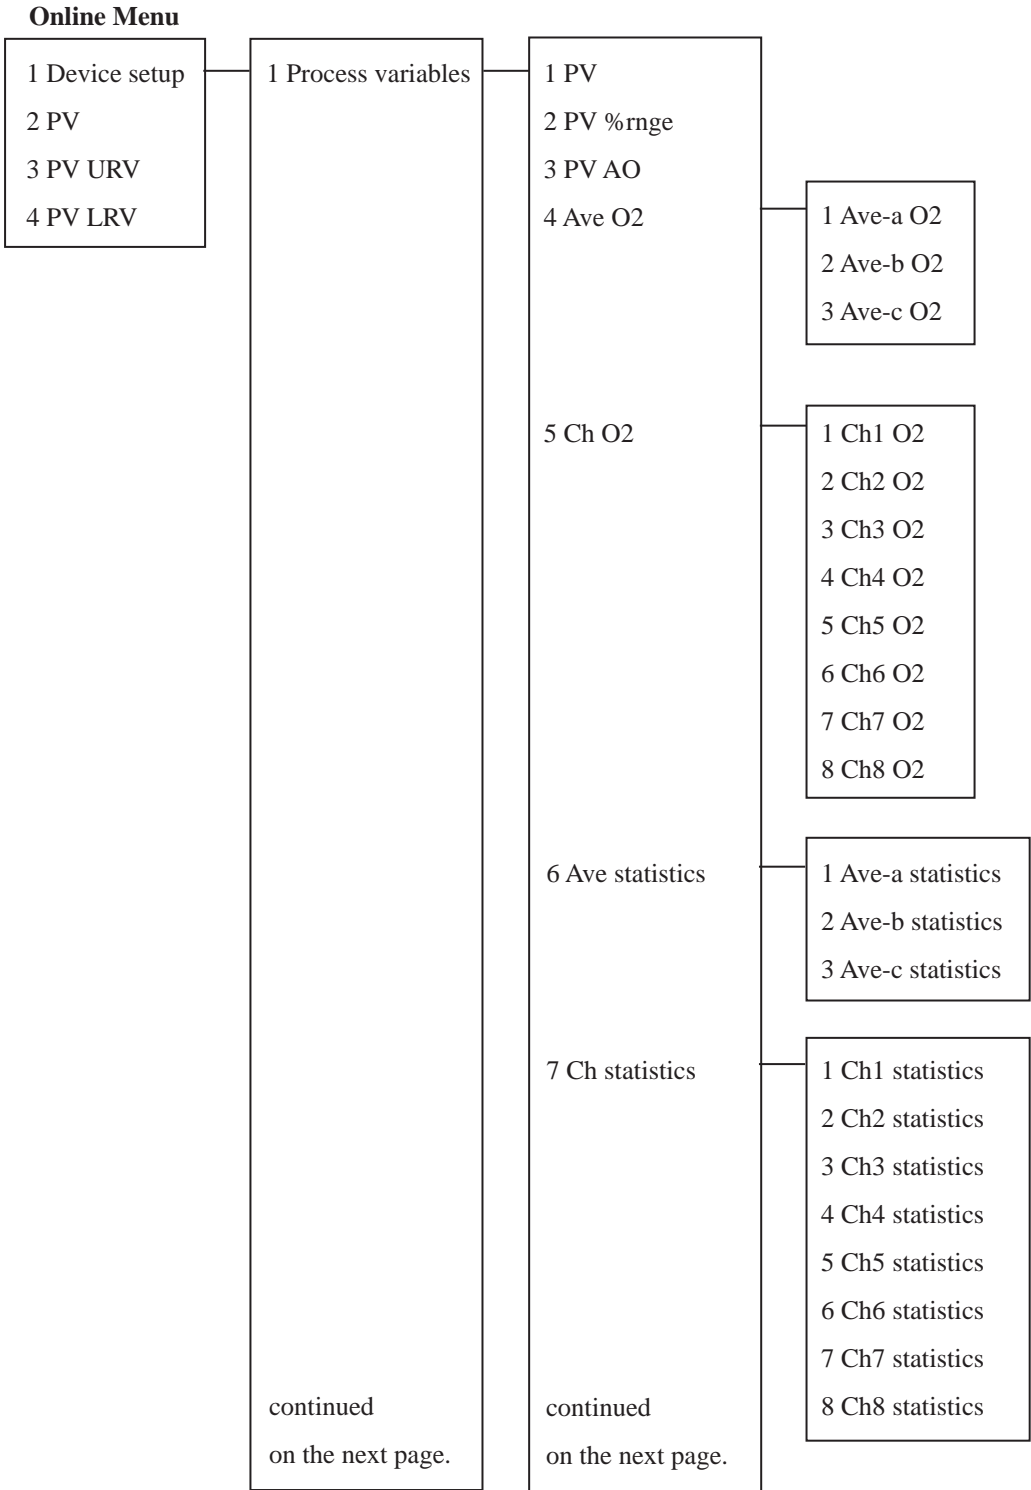 Online Menu
1 Device setup
2 PV
3 PV URV
4 PV LRV
1 Process variables
continued
on the next page.
1 PV
2 PV %rnge
3 PV AO
4 Ave O2
5 Ch O2
6 Ave statistics
7 Ch statistics
continued
on the next page.
1 Ave-a O2
2 Ave-b O2
3 Ave-c O2
1 Ch1 O2
2 Ch2 O2
3 Ch3 O2
4 Ch4 O2
5 Ch5 O2
6 Ch6 O2
7 Ch7 O2
8 Ch8 O2
1 Ave-a statistics
2 Ave-b statistics
3 Ave-c statistics
1 Ch1 statistics
2 Ch2 statistics
3 Ch3 statistics
4 Ch4 statistics
5 Ch5 statistics
6 Ch6 statistics
7 Ch7 statistics
8 Ch8 statistics